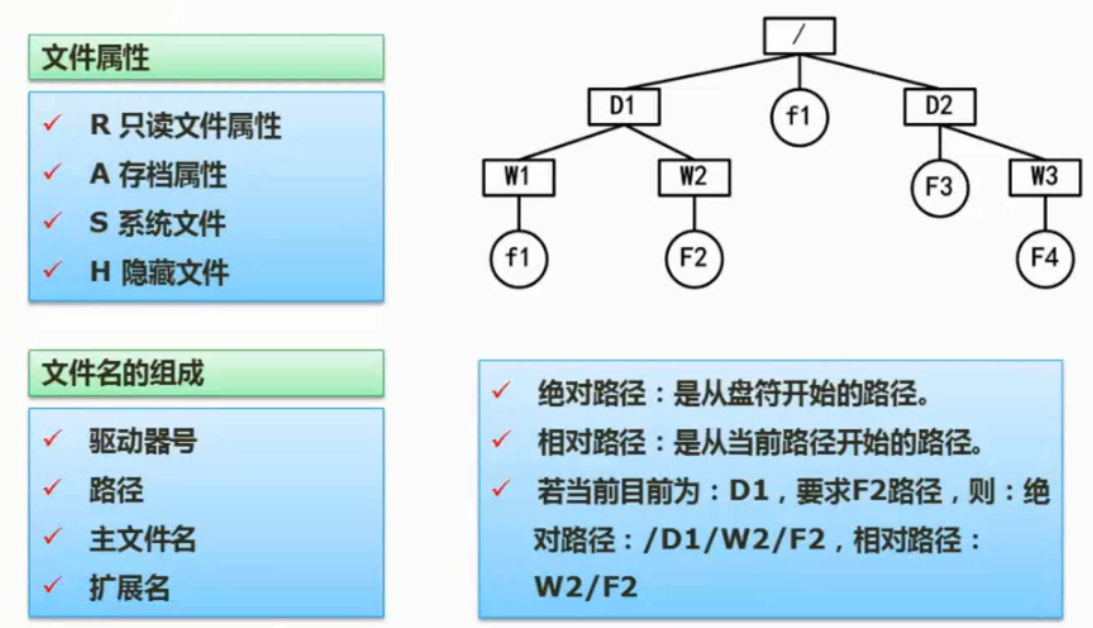 文件属性
R 只读文件属性
A 存档属性
S 系统文件
H 隐藏文件
/
D1
f1
D2
W1
W2
F3
W3
f1
F2
F4
文件名的组成
驱动器号
路径
主文件名
扩展名
绝对路径：是从盘符开始的路径。
相对路径：是从当前路径开始的路径。
若当前目前为：D1，要求F2路径，则：绝
对路径：/D1/W2/F2，相对路径：
W2/F2